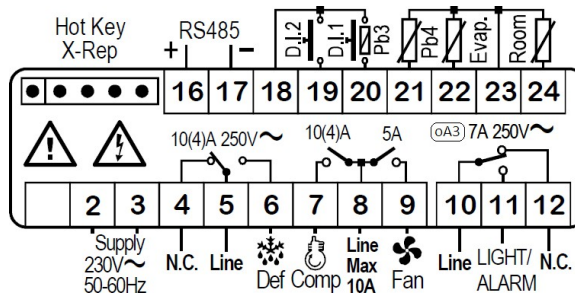 Hot Key
X-Rep
+ RS485 −
D.I.2
D.I.1
Pb3
Pb4
Evap.
Room
16 17 18 19 20 21 22 23 24
10(4)A 250V~
10(4)A
5A
oA3 7A 250V~
2 3 4 5 6 7 8 9 10 11 12
Supply
230V~
50-60Hz
N.C.
Line
Def
Comp
Line
Max
10A
Fan
Line
LIGHT/
ALARM
N.C.